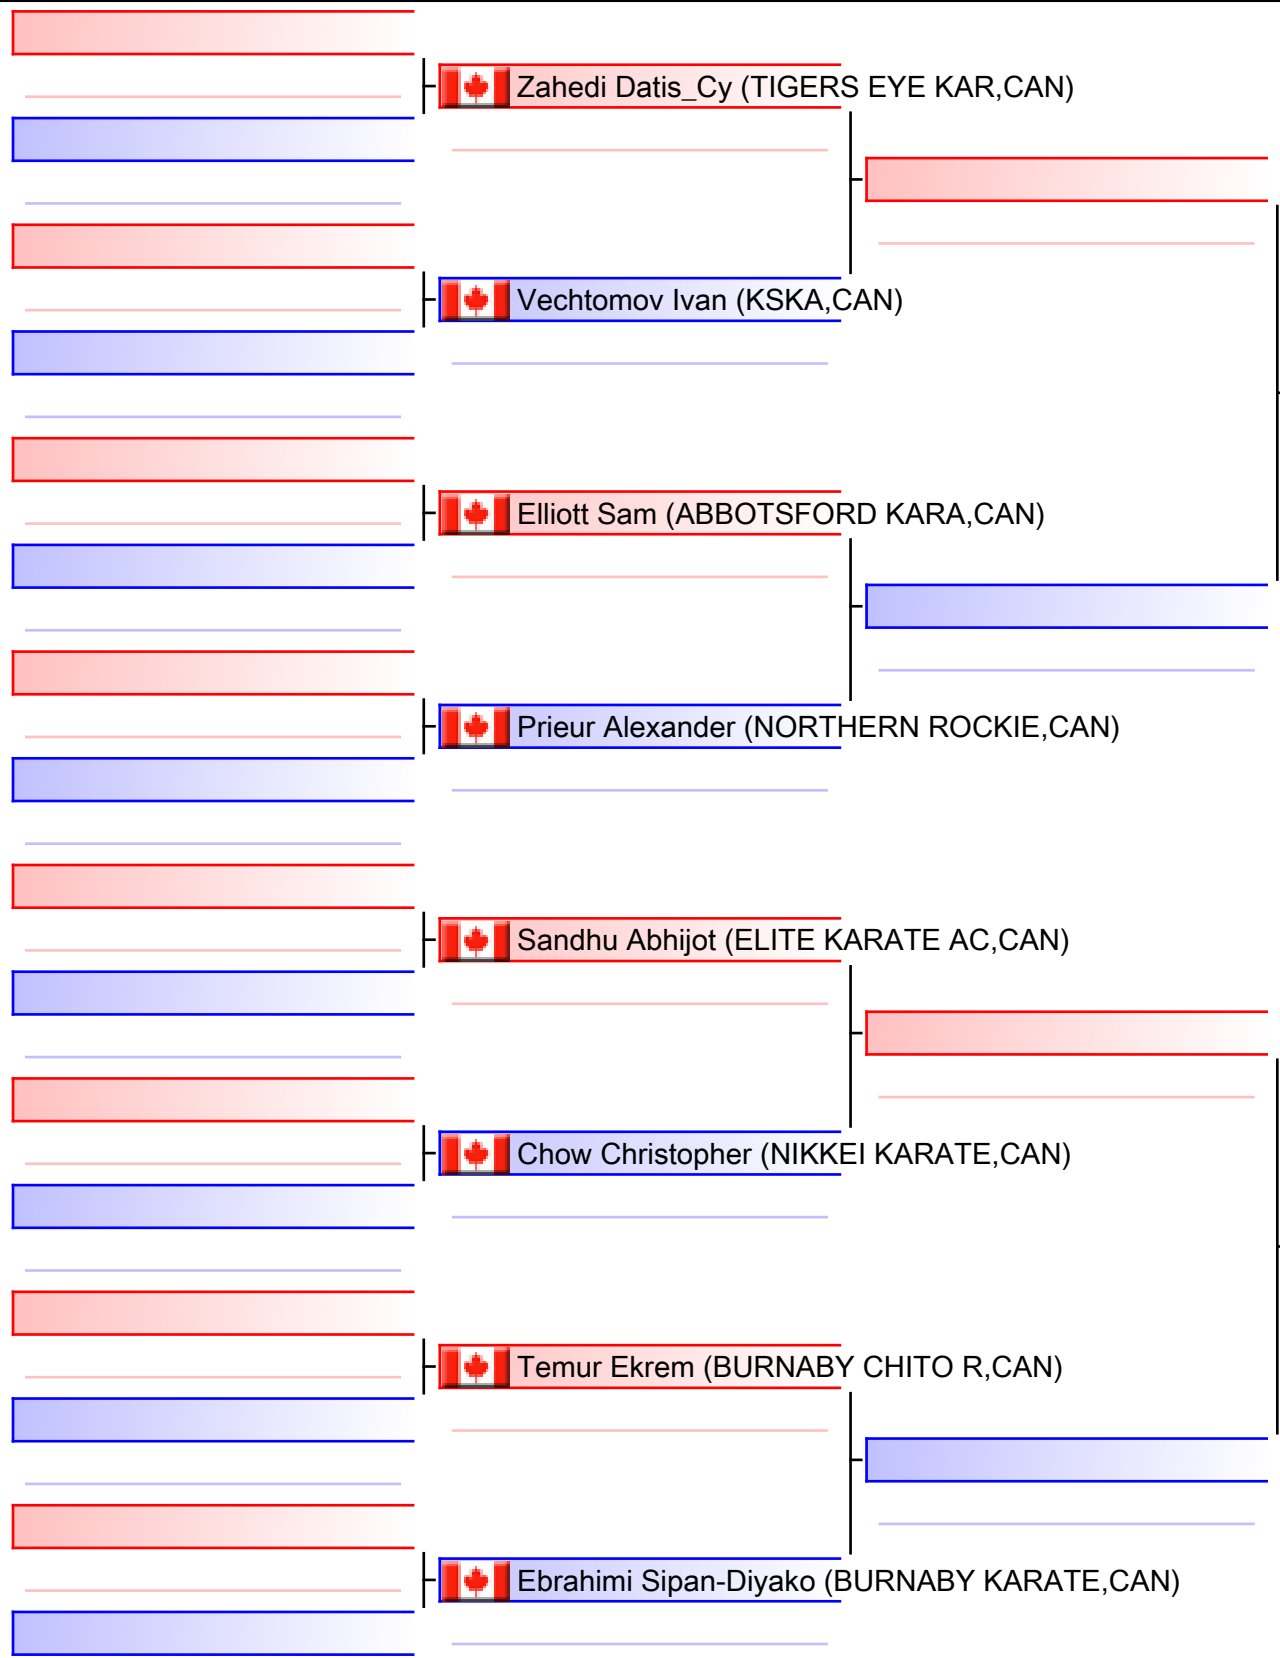 Zahedi Datis_Cy (TIGERS EYE KAR,CAN)
Vechtomov Ivan (KSKA,CAN)
Elliott Sam (ABBOTSFORD KARA,CAN)
Prieur Alexander (NORTHERN ROCKIE,CAN)
Sandhu Abhijot (ELITE KARATE AC,CAN)
Chow Christopher (NIKKEI KARATE,CAN)
Temur Ekrem (BURNABY CHITO R,CAN)
Ebrahimi Sipan-Diyako (BURNABY KARATE,CAN)